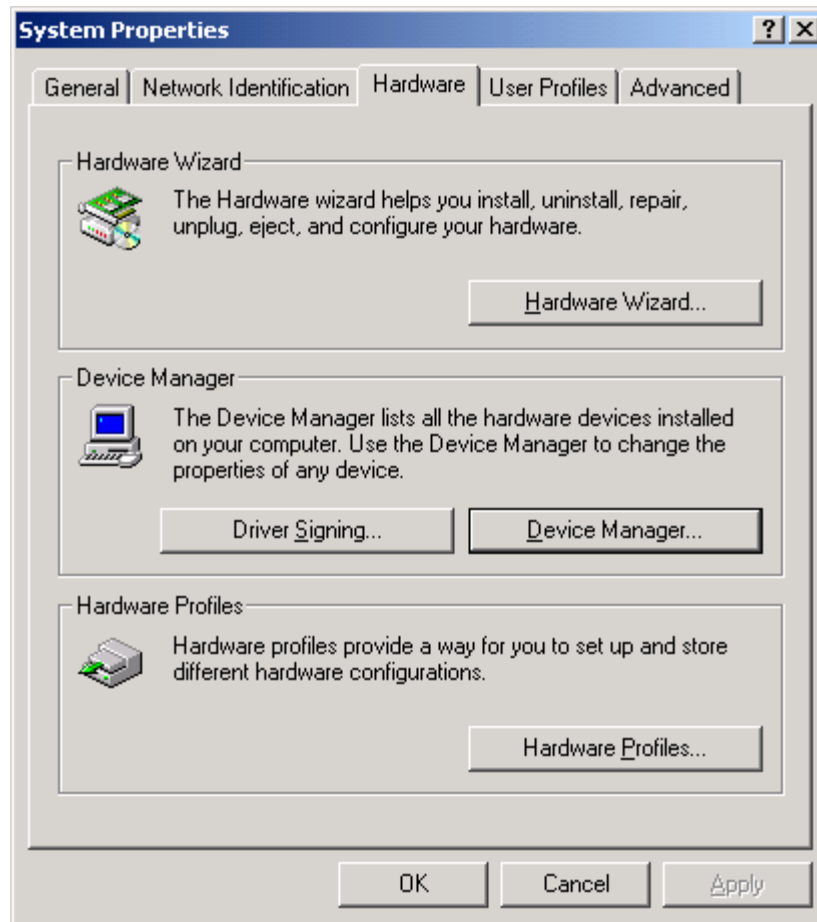 System Properties
General Network Identification Hardware User Profiles Advanced
Hardware Wizard
The Hardware wizard helps you install, uninstall, repair,
unplug, eject, and configure your hardware.
Hardware Wizard...
Device Manager
The Device Manager lists all the hardware devices installed
on your computer. Use the Device Manager to change the
properties of any device.
Driver Signing... Device Manager...
Hardware Profiles
Hardware profiles provide a way for you to set up and store
different hardware configurations.
Hardware Profiles...
OK Cancel Apply